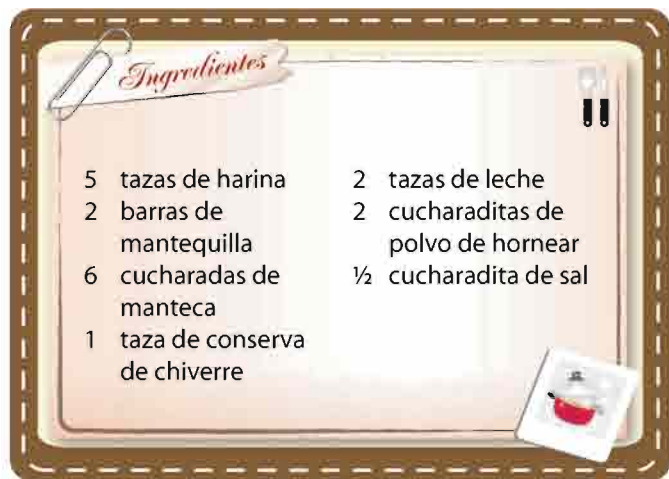 Ingredientes
5 tazas de harina
2 barras de
mantequilla
6 cucharadas de
manteca
1 taza de conserva
de chiverre
2 tazas de leche
2 cucharaditas de
polvo de hornear
½ cucharadita de sal